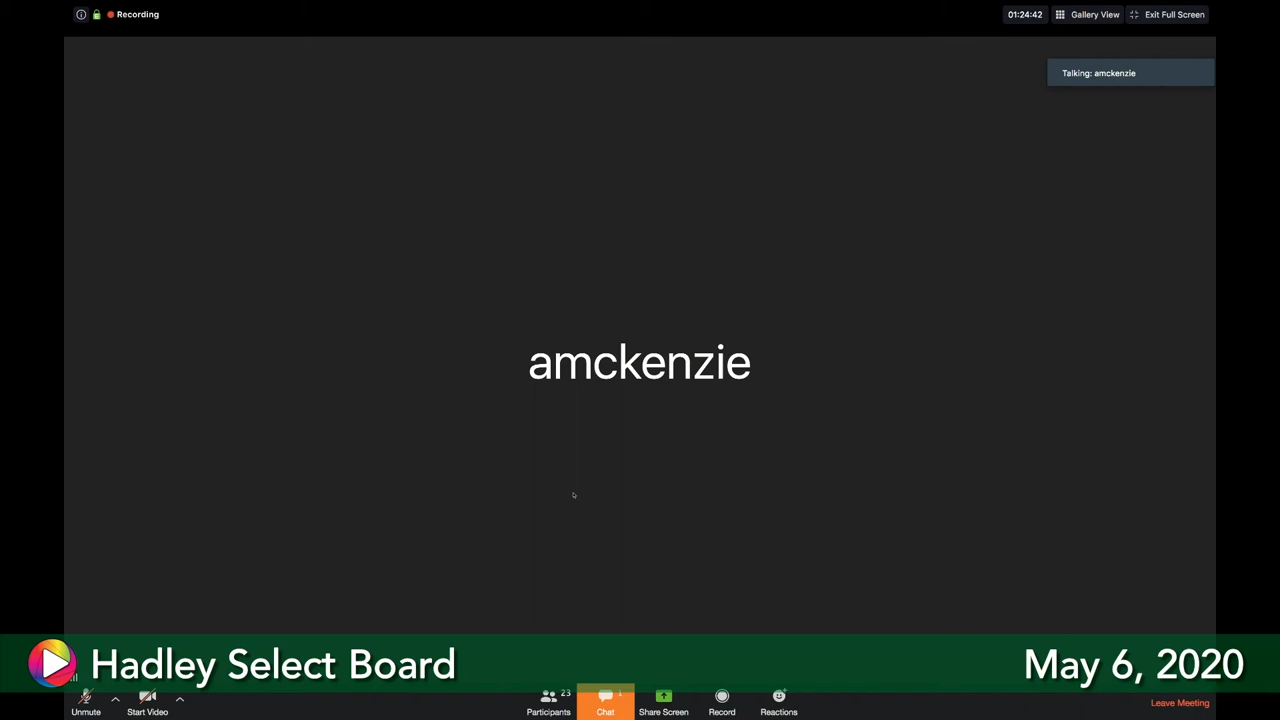 Recording
01:24:42
Gallery View
Exit Full Screen
Talking: amckenzie
amckenzie
Hadley Select Board
May 6, 2020
Unmute
Start Video
23
Participants
1
Chat
Share Screen
Record
Reactions
Leave Meeting